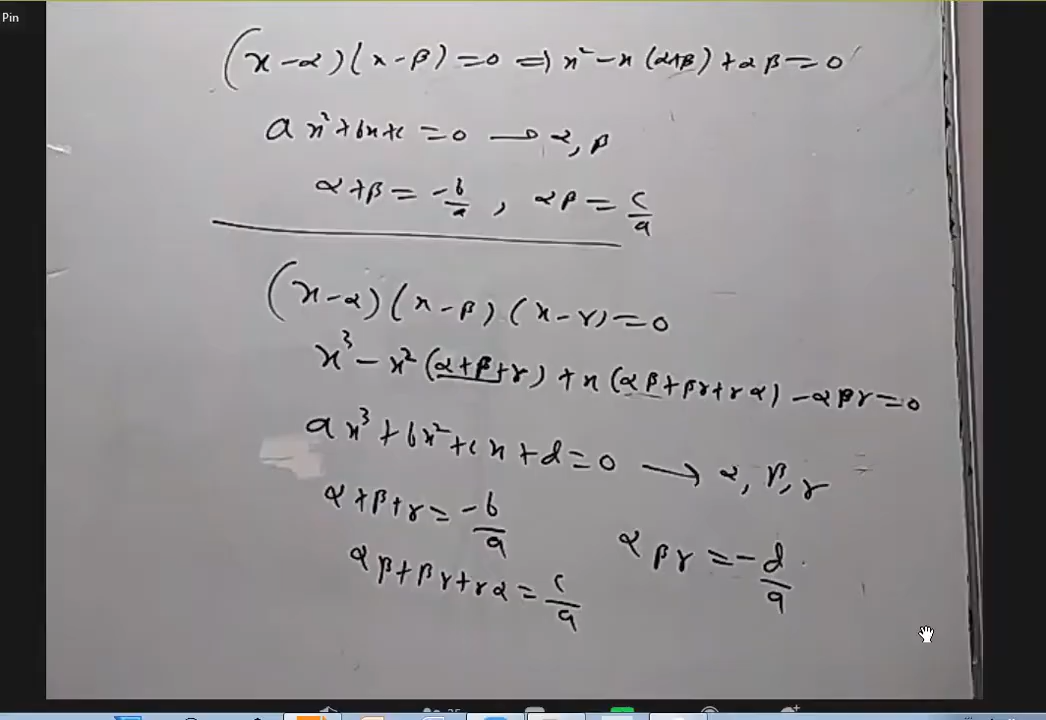 Pin
(x-α)(x-β)=0 ⇒ x²-x(α+β)+αβ=0
ax²+bx+c=0 → α, β
α+β=-b/a, αβ=c/a
(x-α)(x-β)(x-γ)=0
x³-x²(α+β+γ)+x(αβ+βγ+γα)-αβγ=0
ax³+bx²+cx+d=0 → α, β, γ
α+β+γ=-b/a
αβγ=-d/a
αβ+βγ+γα=c/a